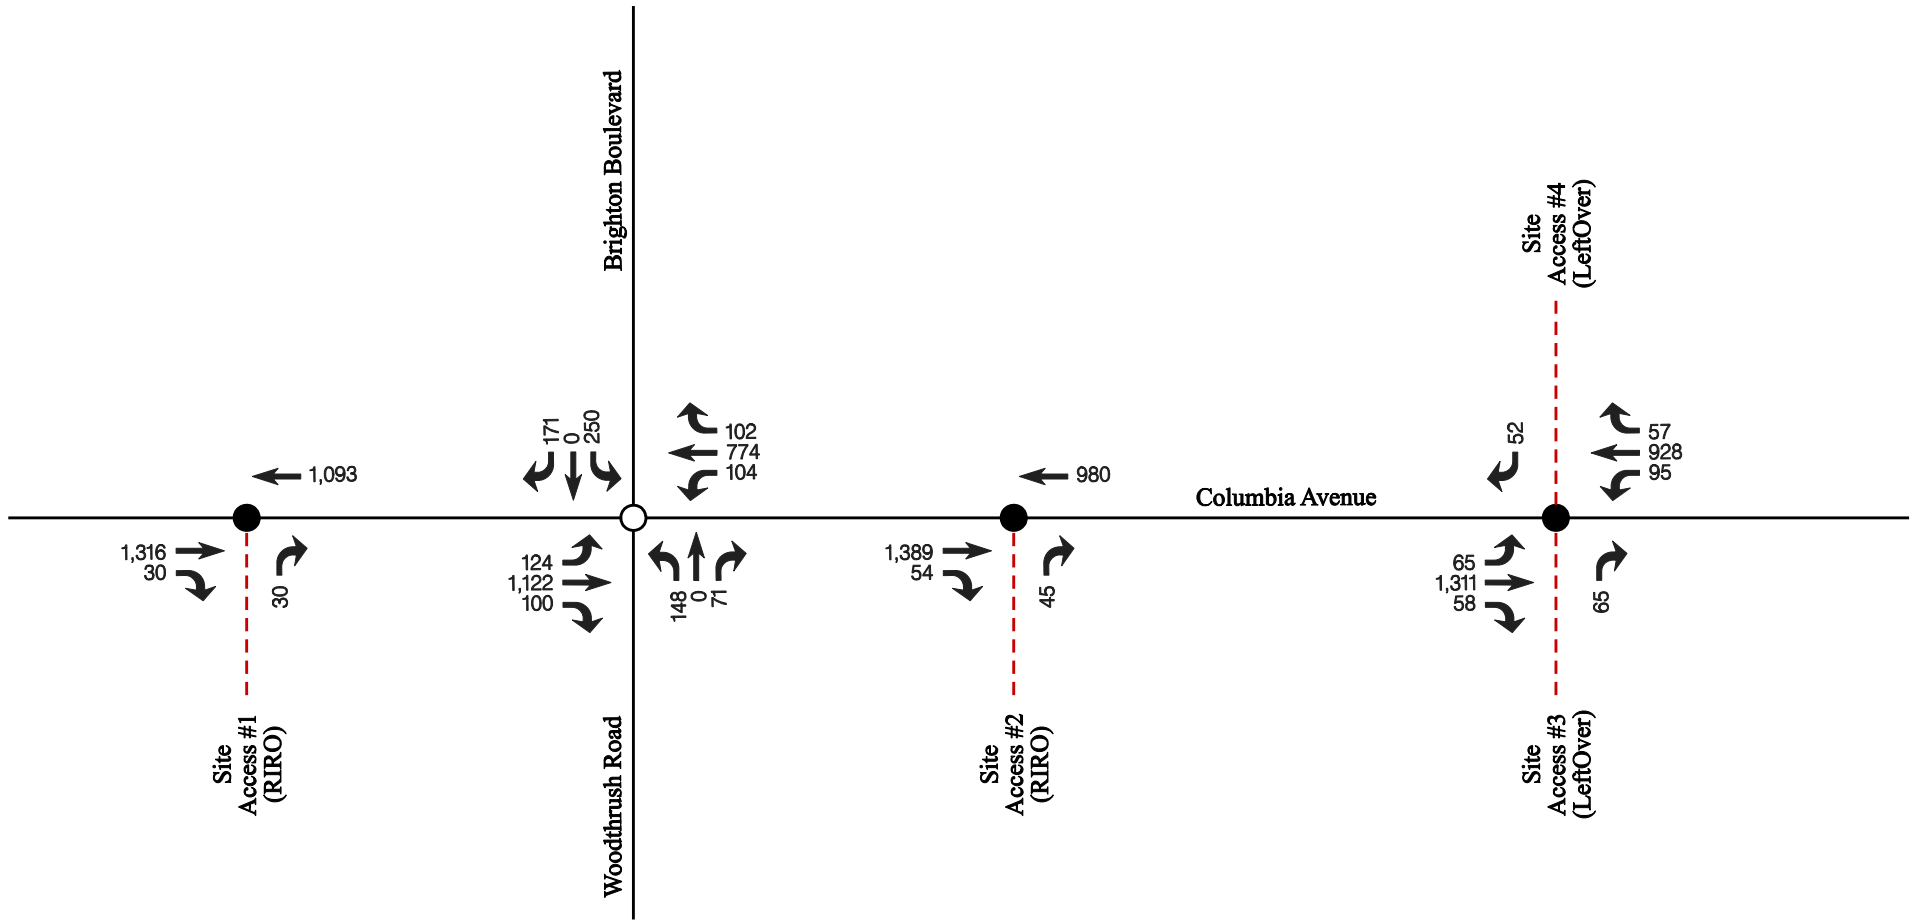 Brighton Boulevard
Site
Access #4
(LeftOver)
171
0
250
102
774
104
52
57
928
95
1,093
980
Columbia Avenue
1,316
30
30
124
1,122
100
148
0
71
1,389
54
45
65
1,311
58
65
Site
Access #1
(RIRO)
Woodthrush Road
Site
Access #2
(RIRO)
Site
Access #3
(LeftOver)